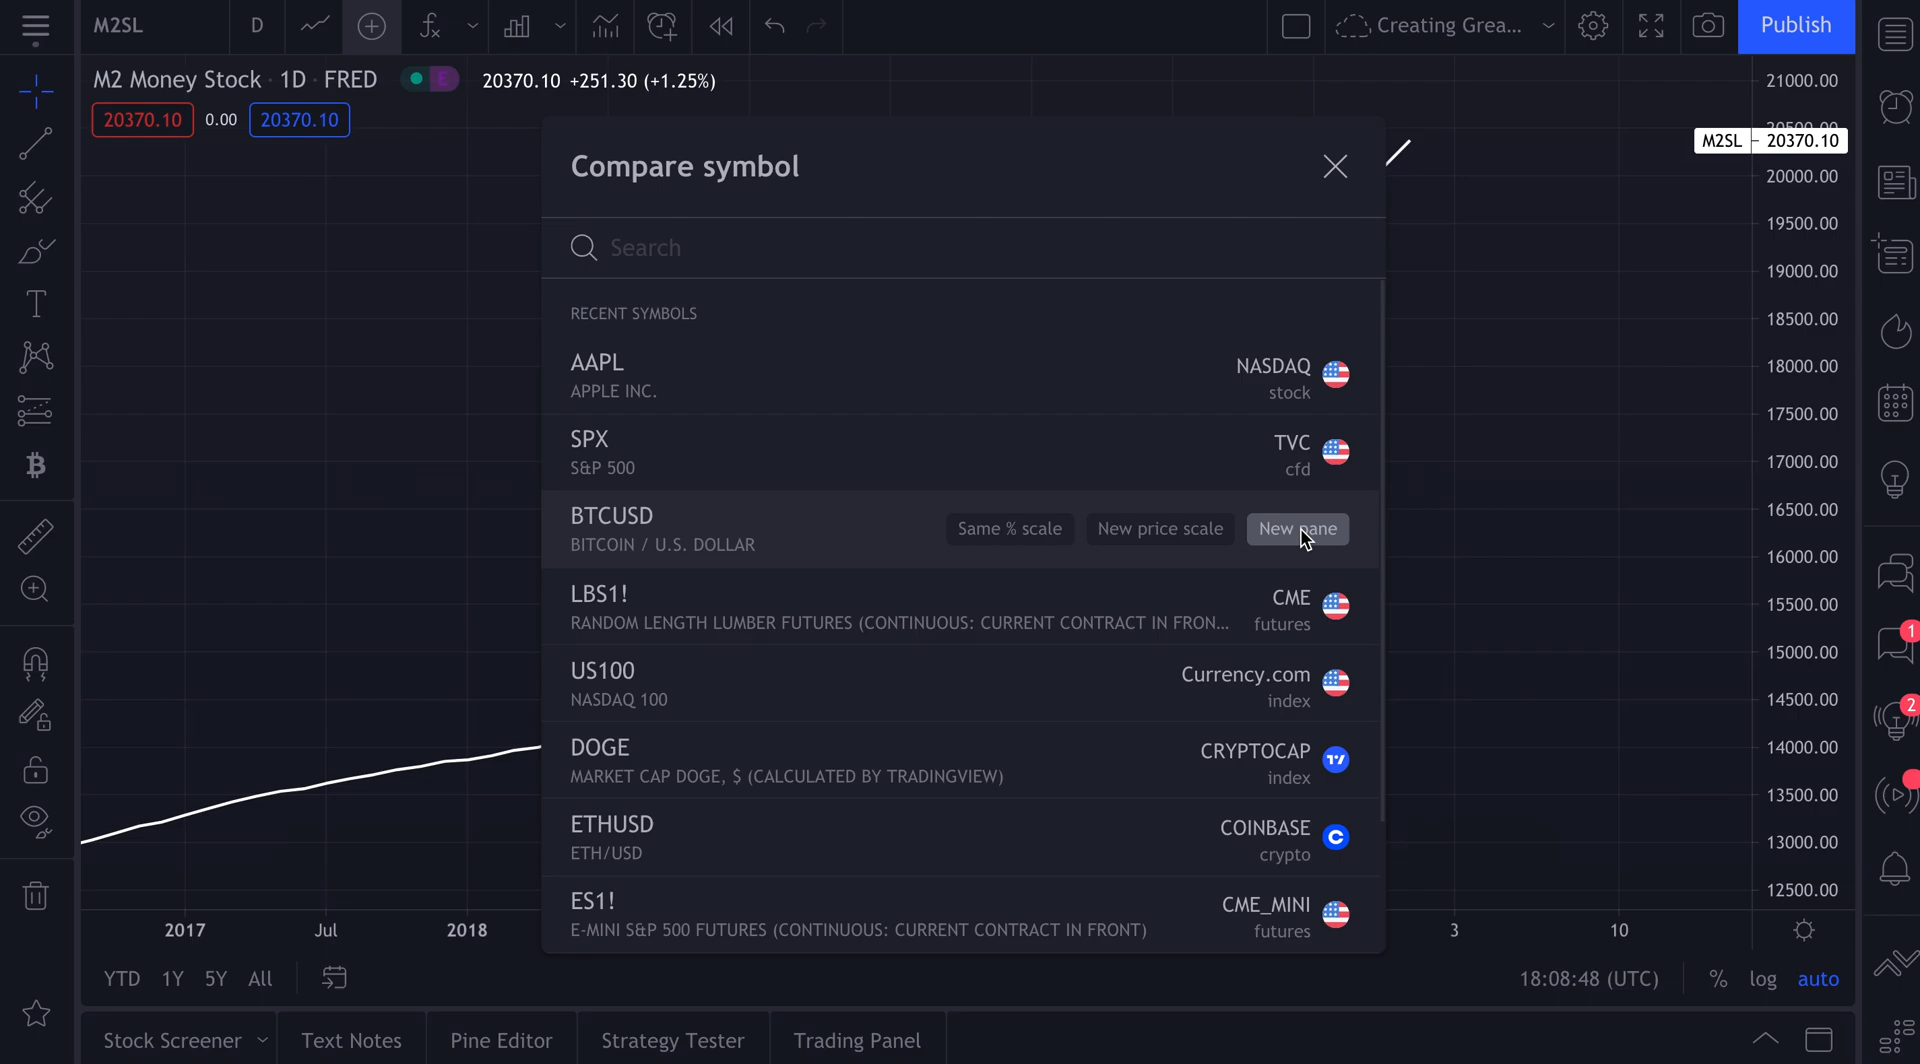 M2SL D Creating Grea... Publish
M2 Money Stock · 1D · FRED E 20370.10 +251.30 (+1.25%)
20370.10 0.00 20370.10
21000.00
M2SL 20370.10
20000.00
19500.00
19000.00
18500.00
18000.00
17500.00
17000.00
16500.00
16000.00
15500.00
15000.00
14500.00
14000.00
13500.00
13000.00
12500.00
Compare symbol
Search
RECENT SYMBOLS
AAPL NASDAQ
APPLE INC. stock
SPX TVC
S&P 500 cfd
BTCUSD Same % scale New price scale New pane
BITCOIN / U.S. DOLLAR
LBS1! CME
RANDOM LENGTH LUMBER FUTURES (CONTINUOUS: CURRENT CONTRACT IN FRON... futures
US100 Currency.com
NASDAQ 100 index
DOGE CRYPTOCAP
MARKET CAP DOGE, $ (CALCULATED BY TRADINGVIEW) index
ETHUSD COINBASE
ETH/USD crypto
ES1! CME_MINI
E-MINI S&P 500 FUTURES (CONTINUOUS: CURRENT CONTRACT IN FRONT) futures
1
2
2017 Jul 2018 3 10
YTD 1Y 5Y All 18:08:48 (UTC) % log auto
Stock Screener Text Notes Pine Editor Strategy Tester Trading Panel